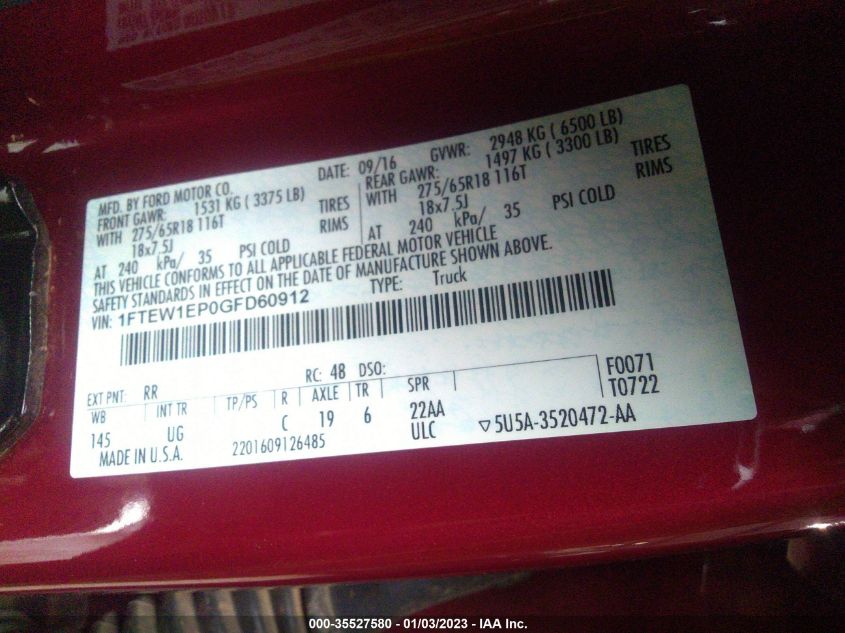 MFD. BY FORD MOTOR CO.
DATE: 09/16 GVWR: 2948 KG ( 6500 LB)
FRONT GAWR: 1531 KG ( 3375 LB)
REAR GAWR: 1497 KG ( 3300 LB)
WITH 275/65R18 116T TIRES
WITH 275/65R18 116T TIRES
18x7.5J RIMS
18x7.5J RIMS
AT 240 kPa/ 35 PSI COLD
AT 240 kPa/ 35 PSI COLD
THIS VEHICLE CONFORMS TO ALL APPLICABLE FEDERAL MOTOR VEHICLE
SAFTY STANDARDS IN EFFECT ON THE DATE OF MANUFACTURE SHOWN ABOVE.
VIN: 1FTEW1EP0GFD60912 TYPE: Truck
EXT PNT: RR RC: 48 DSO: F0071
WB INT TR TP/PS R AXLE TR SPR T0722
145 UG C 19 6 22AA
MADE IN U.S.A. 2201609126485 ULC ▽5U5A-3520472-AA
000-35527580 - 01/03/2023 - IAA Inc.